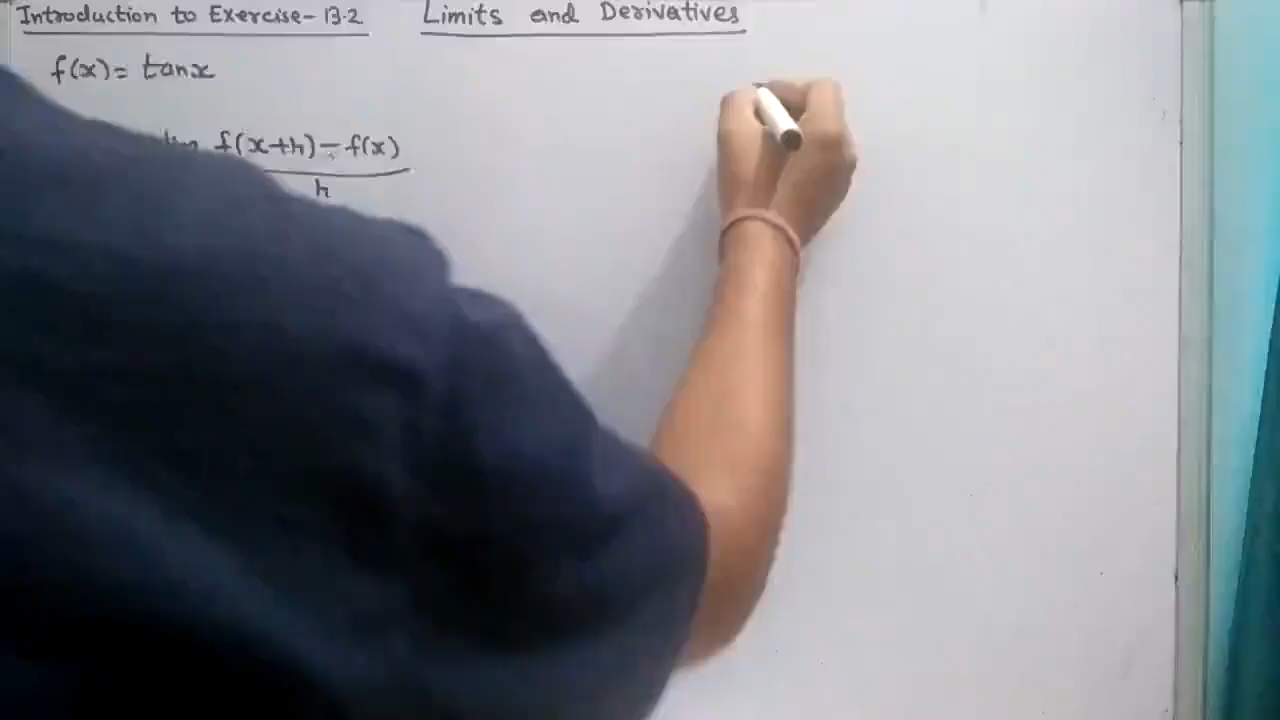 Introduction to Exercise-13.2 Limits and Derivatives
f(x) = tanx
f(x+h) - f(x)
h